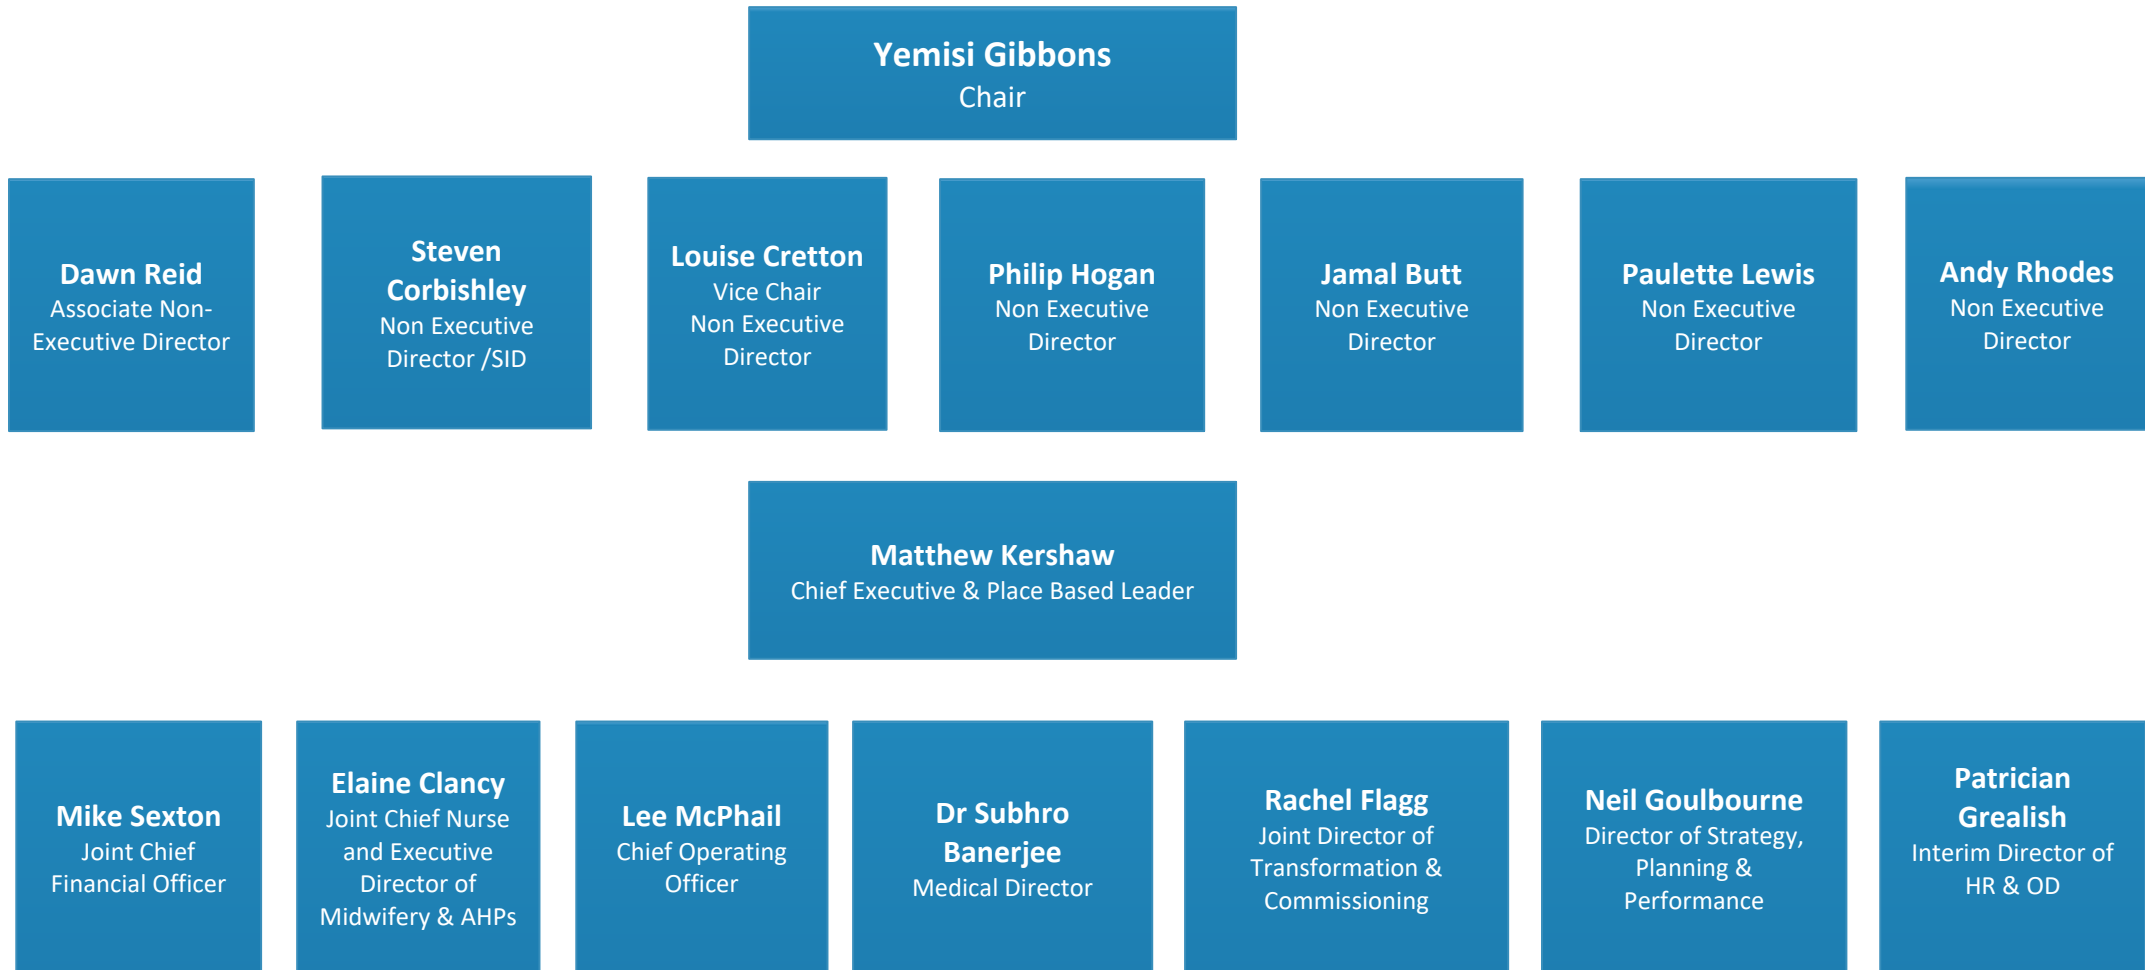 Yemisi Gibbons
Chair
Dawn Reid
Associate Non-
Executive Director
Steven
Corbishley
Non Executive
Director /SID
Louise Cretton
Vice Chair
Non Executive
Director
Philip Hogan
Non Executive
Director
Jamal Butt
Non Executive
Director
Paulette Lewis
Non Executive
Director
Andy Rhodes
Non Executive
Director
Matthew Kershaw
Chief Executive & Place Based Leader
Mike Sexton
Joint Chief
Financial Officer
Elaine Clancy
Joint Chief Nurse
and Executive
Director of
Midwifery & AHPs
Lee McPhail
Chief Operating
Officer
Dr Subhro
Banerjee
Medical Director
Rachel Flagg
Joint Director of
Transformation &
Commissioning
Neil Goulbourne
Director of Strategy,
Planning &
Performance
Patrician
Grealish
Interim Director of
HR & OD